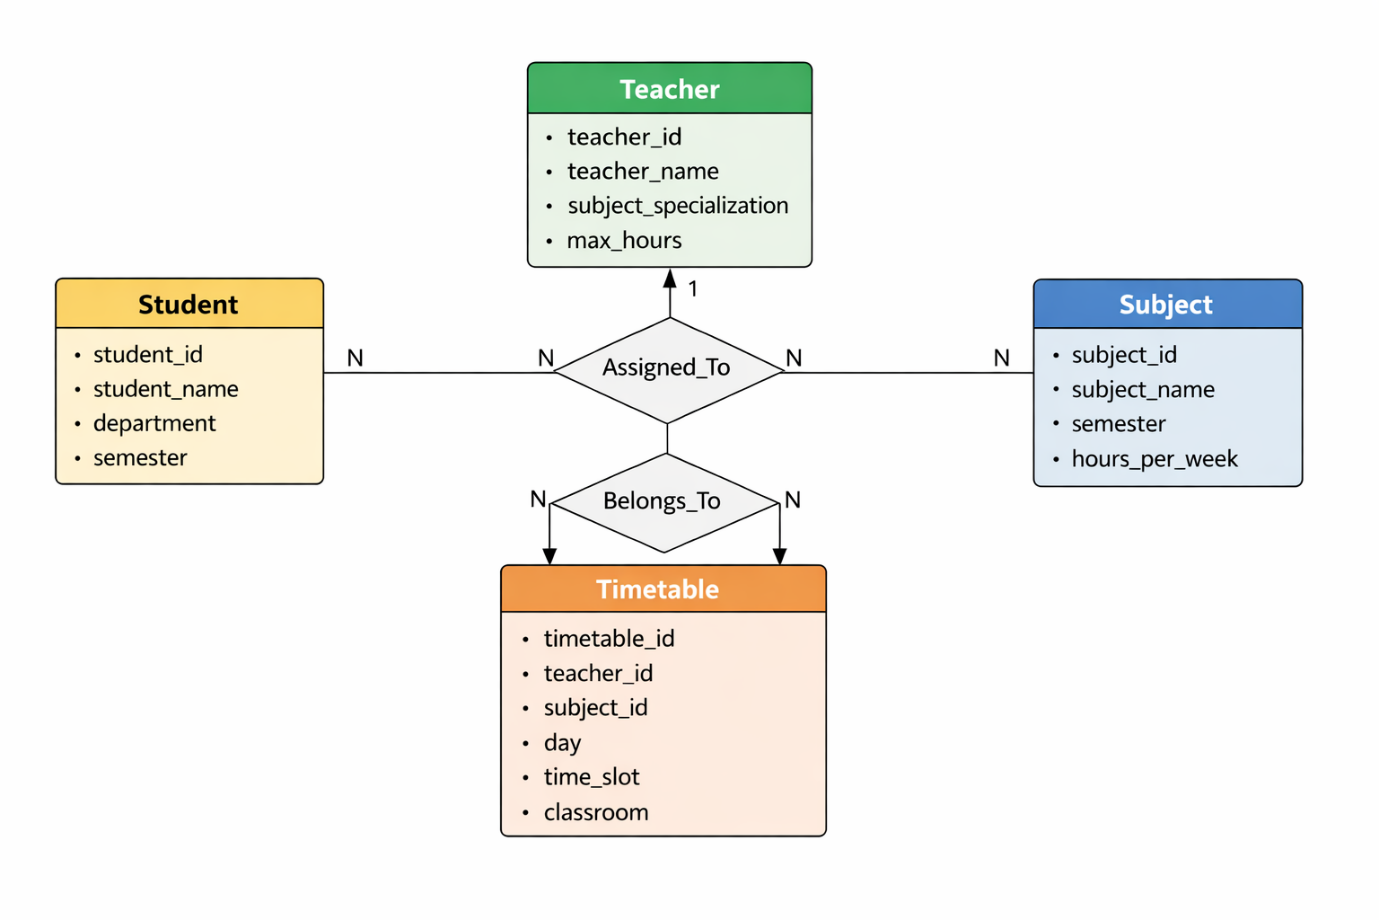 Teacher
• teacher_id
• teacher_name
• subject_specialization
• max_hours
1
Student
• student_id
• student_name
• department
• semester
N
N
Assigned_To
N
N
Subject
• subject_id
• subject_name
• semester
• hours_per_week
N
Belongs_To
N
Timetable
• timetable_id
• teacher_id
• subject_id
• day
• time_slot
• classroom